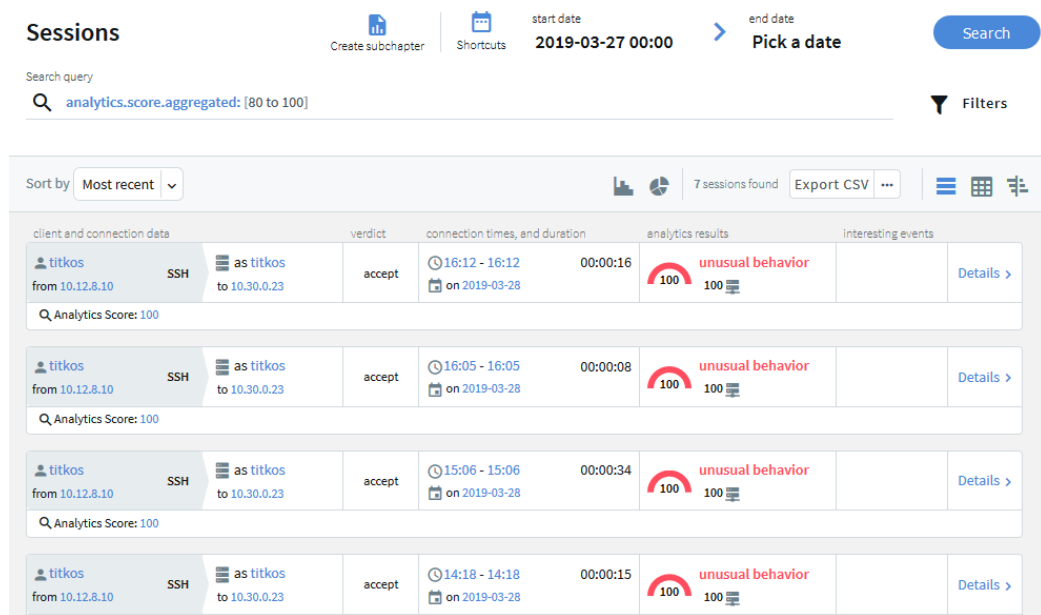 Sessions
Create subchapter
Shortcuts
start date
2019-03-27 00:00
end date
Pick a date
Search
Search query
analytics.score.aggregated: [80 to 100]
Filters
Sort by Most recent
7 sessions found
Export CSV ...
client and connection data verdict connection times, and duration analytics results interesting events
titkos SSH as titkos accept 16:12 - 16:12 00:00:16 100 unusual behavior Details >
from 10.12.8.10 to 10.30.0.23 on 2019-03-28 100
Analytics Score: 100
titkos SSH as titkos accept 16:05 - 16:05 00:00:08 100 unusual behavior Details >
from 10.12.8.10 to 10.30.0.23 on 2019-03-28 100
Analytics Score: 100
titkos SSH as titkos accept 15:06 - 15:06 00:00:34 100 unusual behavior Details >
from 10.12.8.10 to 10.30.0.23 on 2019-03-28 100
Analytics Score: 100
titkos SSH as titkos accept 14:18 - 14:18 00:00:15 100 unusual behavior Details >
from 10.12.8.10 to 10.30.0.23 on 2019-03-28 100